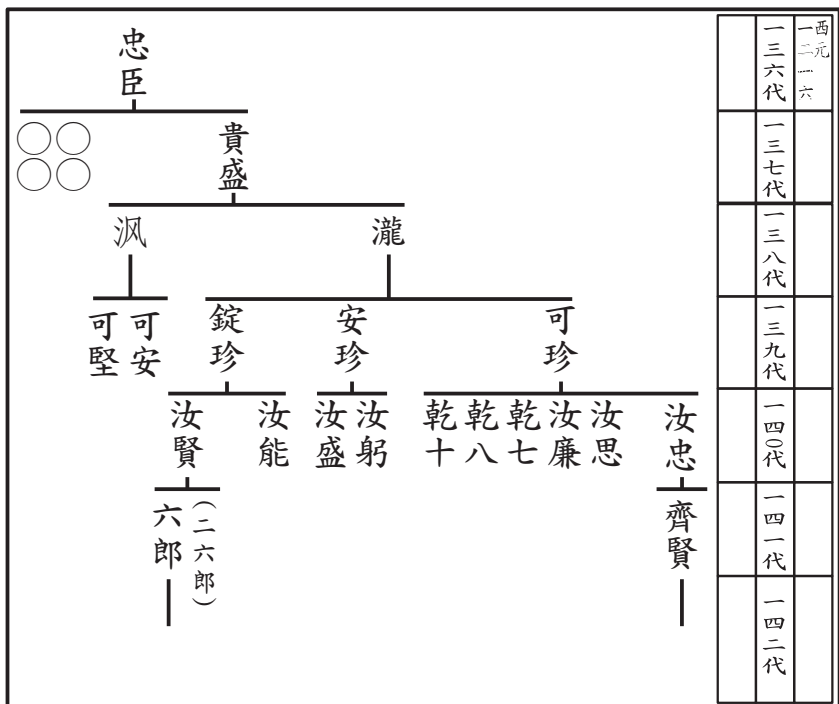 西元
一二一六
一三六代
一三七代
一三八代
一三九代
一四〇代
一四一代
一四二代
忠臣
貴盛
瀧
沨
可珍
安珍
錠珍
可安
可堅
汝忠
汝思
汝廉
乾七
乾八
乾十
汝躬
汝盛
汝能
汝賢
齊賢
(二六郎)
六郎